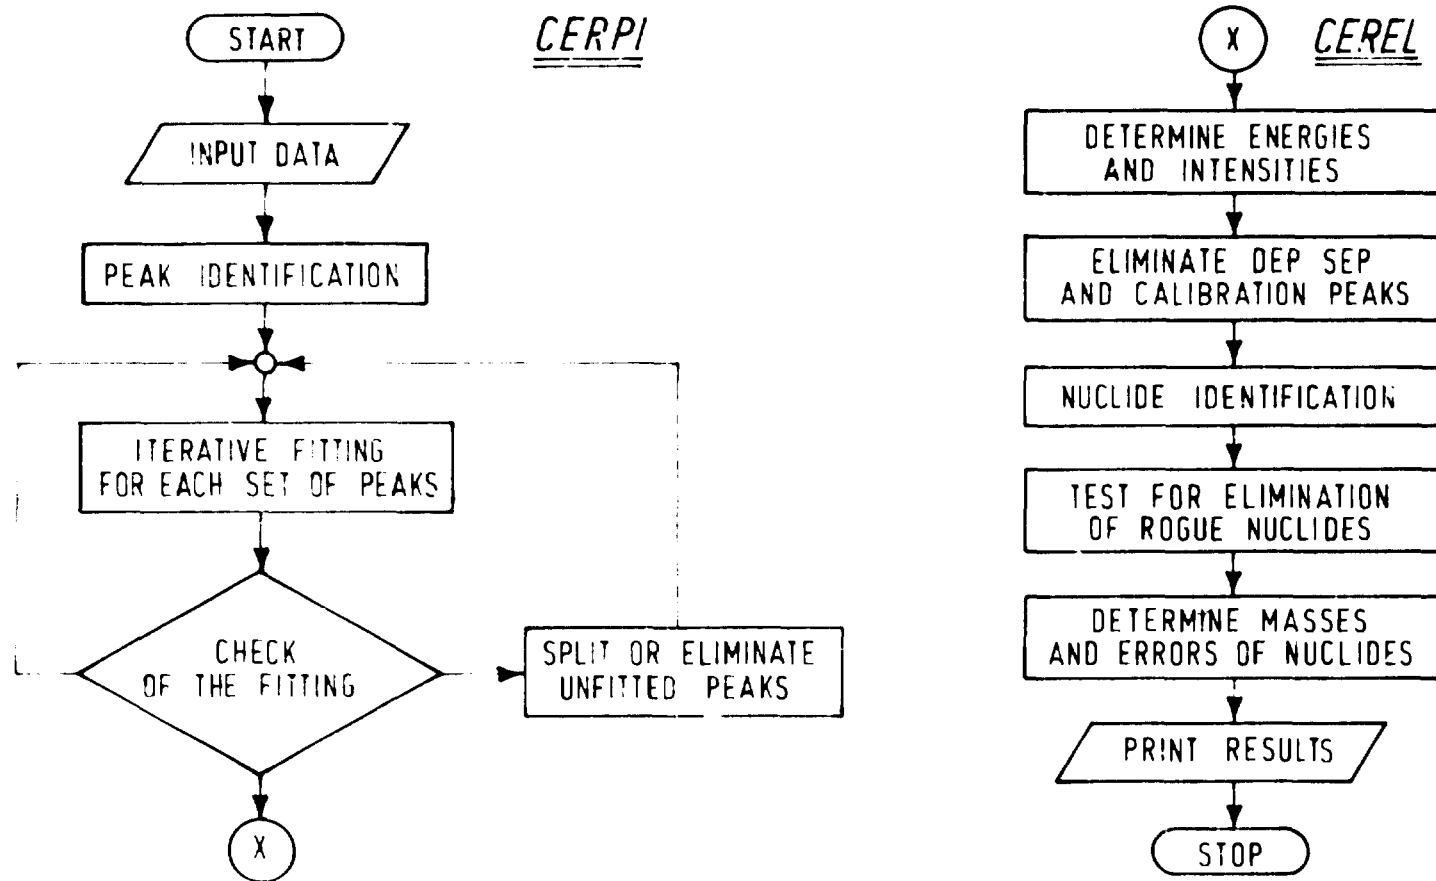 START
CERPI
INPUT DATA
PEAK IDENTIFICATION
ITERATIVE FITTING
FOR EACH SET OF PEAKS
CHECK
OF THE FITTING
SPLIT OR ELIMINATE
UNFITTED PEAKS
X
X
CEREL
DETERMINE ENERGIES
AND INTENSITIES
ELIMINATE DEP SEP
AND CALIBRATION PEAKS
NUCLIDE IDENTIFICATION
TEST FOR ELIMINATION
OF ROGUE NUCLIDES
DETERMINE MASSES
AND ERRORS OF NUCLIDES
PRINT RESULTS
STOP